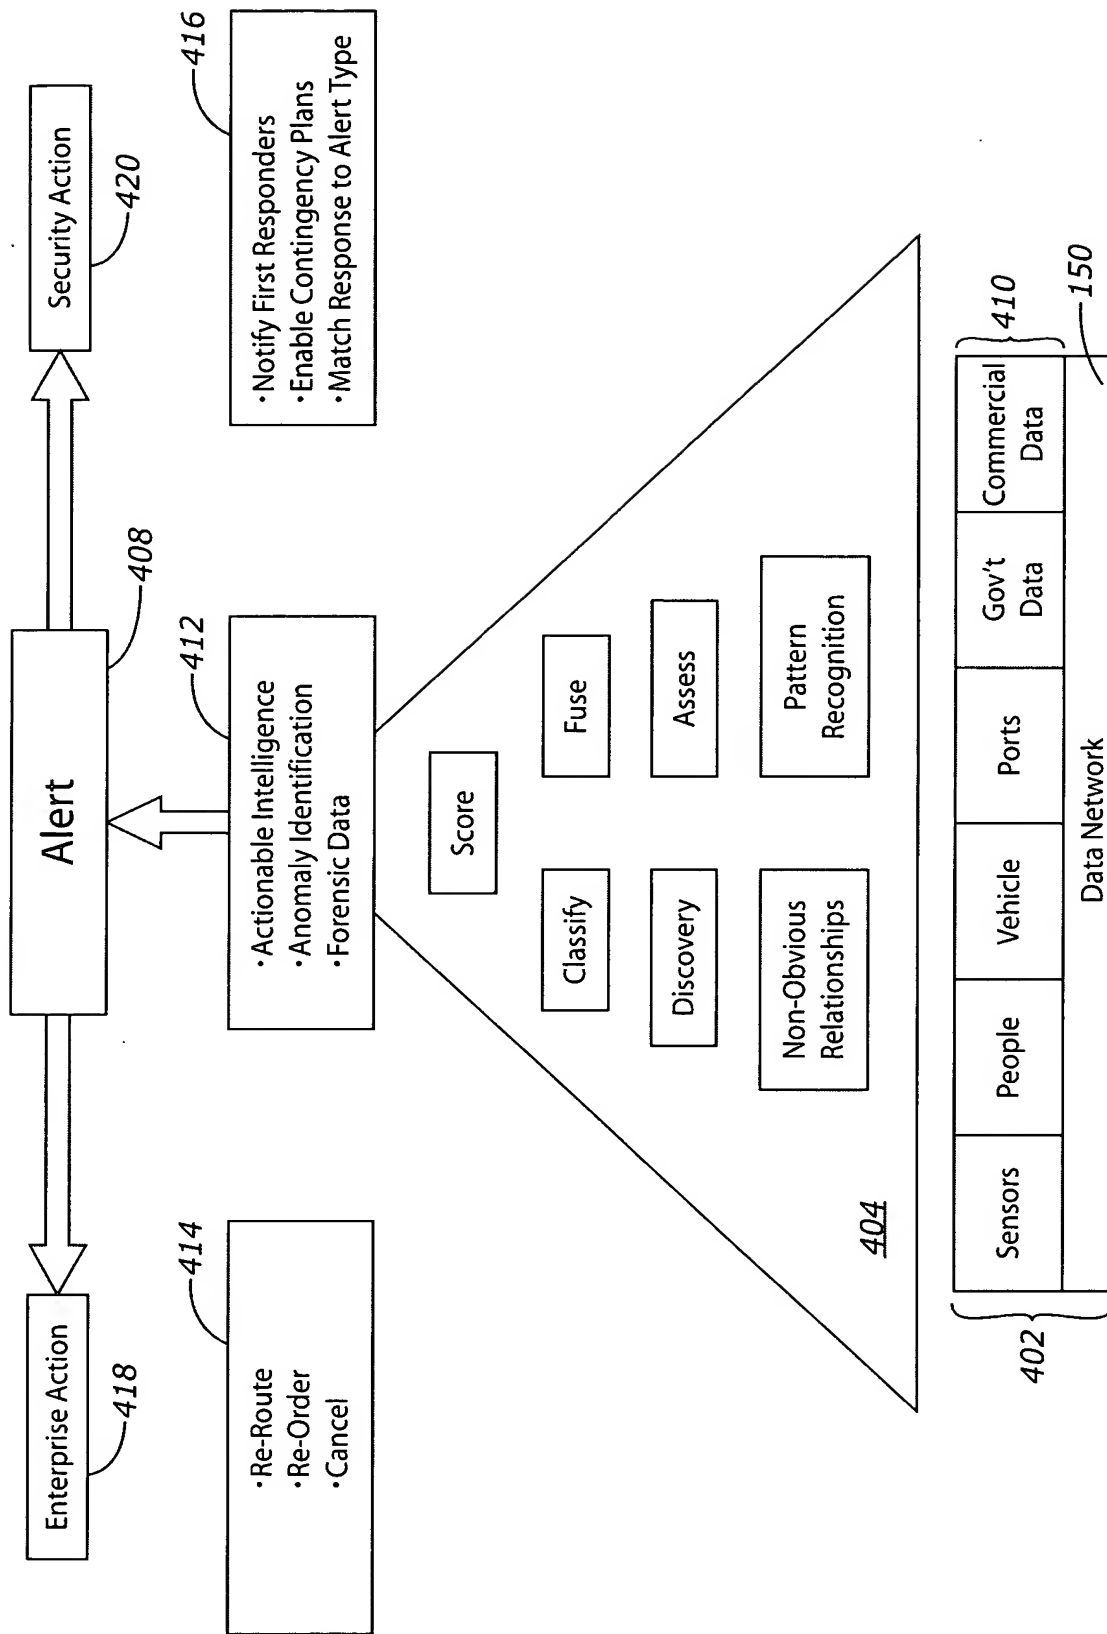 Enterprise Action
418
Alert
408
Security Action
420
414
·Re-Route
·Re-Order
·Cancel
412
·Actionable Intelligence
·Anomaly Identification
·Forensic Data
416
·Notify First Responders
·Enable Contingency Plans
·Match Response to Alert Type
Score
Classify
Fuse
Discovery
Assess
Non-Obvious
Relationships
Pattern
Recognition
404
402
Sensors
People
Vehicle
Ports
Gov't
Data
Commercial
Data
410
Data Network
150